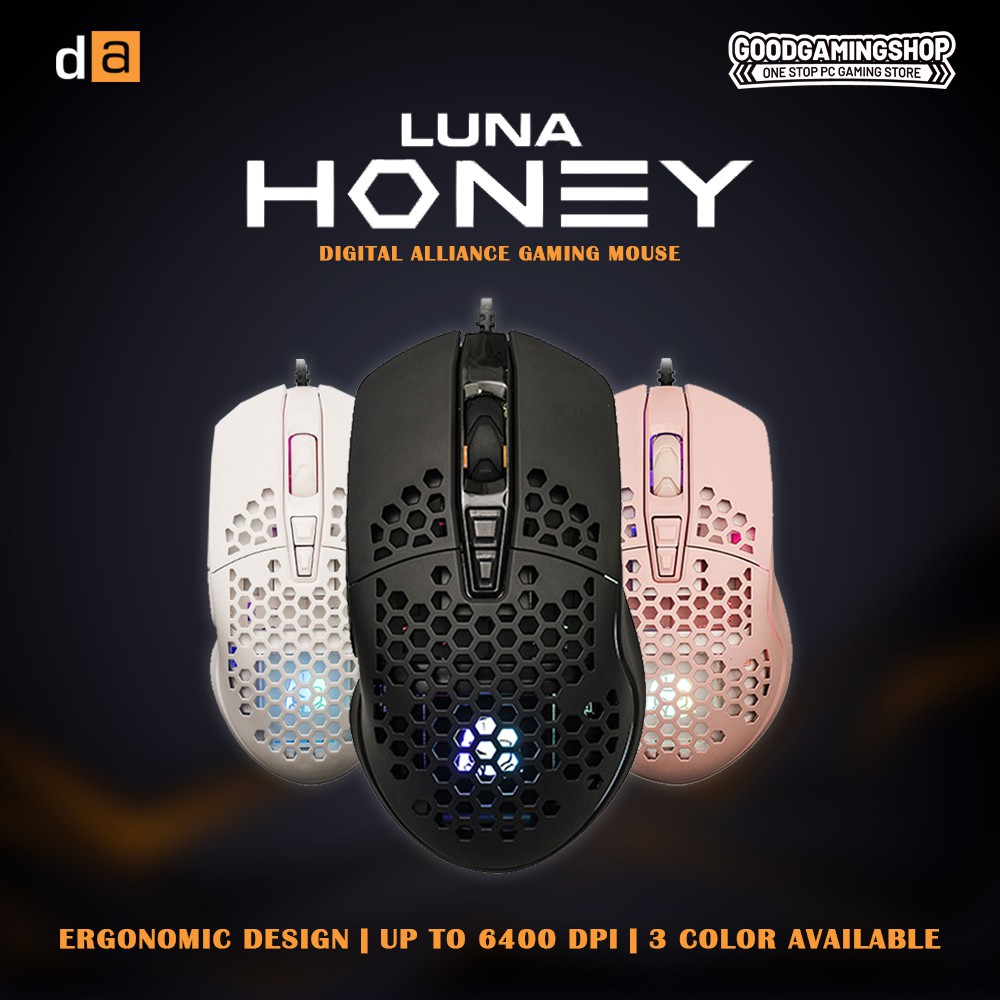 da
GOODGAMINGSHOP
ONE STOP PC GAMING STORE
LUNA
HONEY
DIGITAL ALLIANCE GAMING MOUSE
ERGONOMIC DESIGN | UP TO 6400 DPI | 3 COLOR AVAILABLE